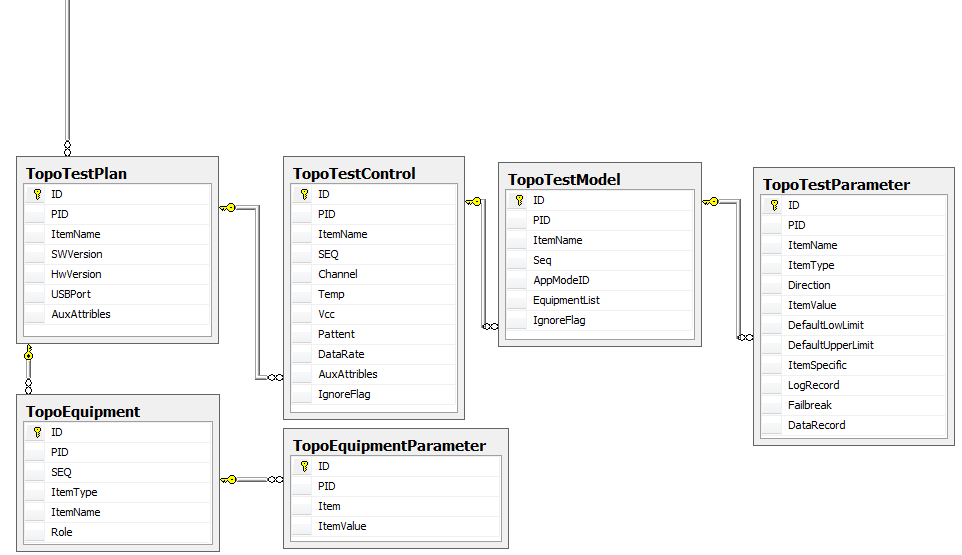 TopoTestPlan
ID
PID
ItemName
SWVersion
HwVersion
USBPort
AuxAttribles
TopoTestControl
ID
PID
ItemName
SEQ
Channel
Temp
Vcc
Pattent
DataRate
AuxAttribles
IgnoreFlag
TopoTestModel
ID
PID
ItemName
Seq
AppModeID
EquipmentList
IgnoreFlag
TopoTestParameter
ID
PID
ItemName
ItemType
Direction
ItemValue
DefaultLowLimit
DefaultUpperLimit
ItemSpecific
LogRecord
Failbreak
DataRecord
TopoEquipment
ID
PID
SEQ
ItemType
ItemName
Role
TopoEquipmentParameter
ID
PID
Item
ItemValue